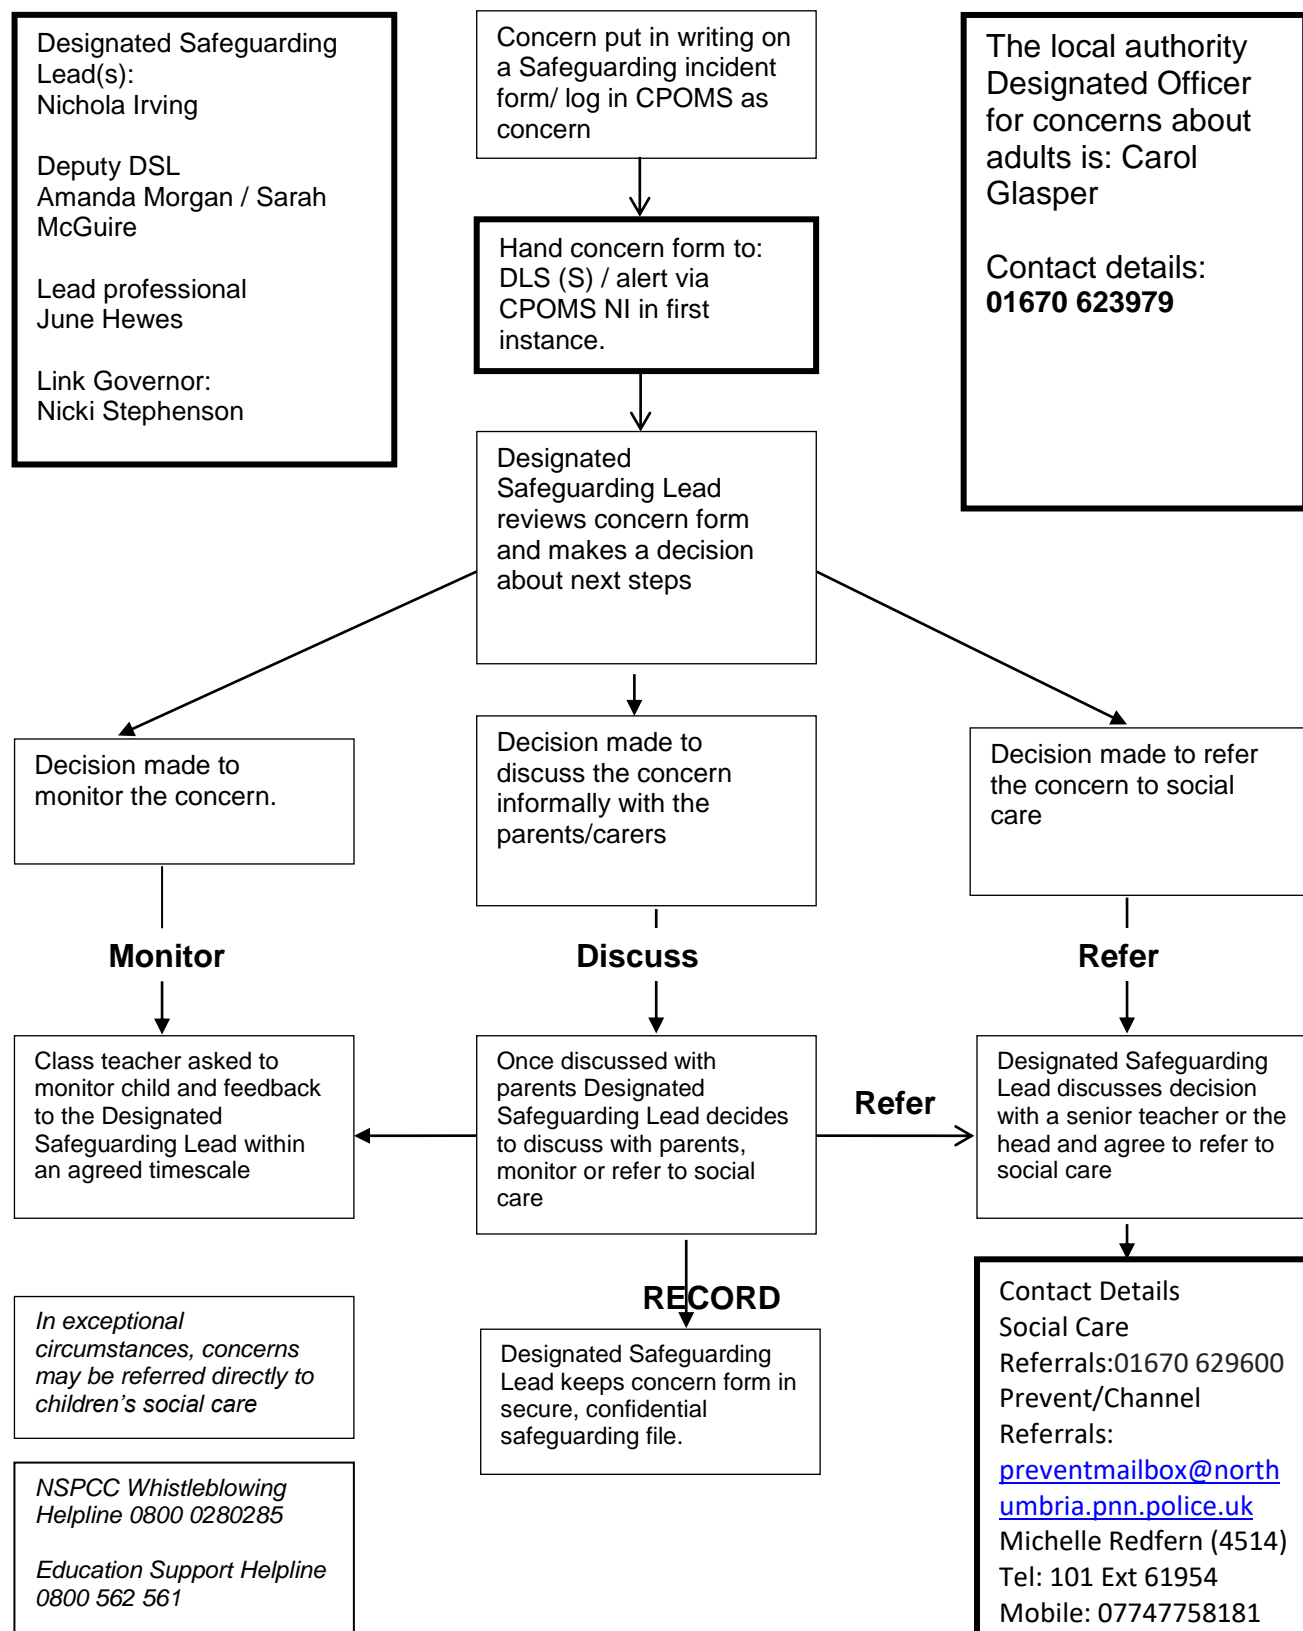 Designated Safeguarding
Lead(s):
Nichola Irving
Deputy DSL
Amanda Morgan / Sarah
McGuire
Lead professional
June Hewes
Link Governor:
Nicki Stephenson
Concern put in writing on
a Safeguarding incident
form/ log in CPOMS as
concern
The local authority
Designated Officer
for concerns about
adults is: Carol
Glasper
Contact details:
01670 623979
Hand concern form to:
DLS (S) / alert via
CPOMS NI in first
instance.
Designated
Safeguarding Lead
reviews concern form
and makes a decision
about next steps
Decision made to
monitor the concern.
Decision made to
discuss the concern
informally with the
parents/carers
Decision made to refer
the concern to social
care
Monitor
Discuss
Refer
Class teacher asked to
monitor child and feedback
to the Designated
Safeguarding Lead within
an agreed timescale
Once discussed with
parents Designated
Safeguarding Lead decides
to discuss with parents,
monitor or refer to social
care
Refer
Designated Safeguarding
Lead discusses decision
with a senior teacher or the
head and agree to refer to
social care
RECORD
In exceptional
circumstances, concerns
may be referred directly to
children’s social care
Designated Safeguarding
Lead keeps concern form in
secure, confidential
safeguarding file.
Contact Details
Social Care
Referrals:01670 629600
Prevent/Channel
Referrals:
preventmailbox@north
umbria.pnn.police.uk
Michelle Redfern (4514)
Tel: 101 Ext 61954
Mobile: 07747758181
NSPCC Whistleblowing
Helpline 0800 0280285
Education Support Helpline
0800 562 561